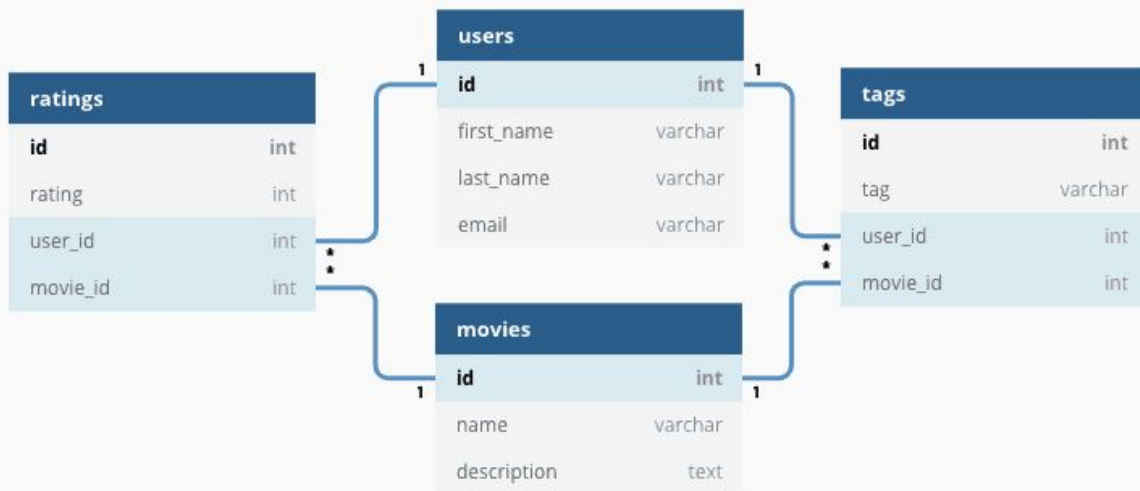 users
1
id int
1
first_name varchar
last_name varchar
email varchar
ratings
id int
rating int
user_id int
*
*
movie_id int
tags
id int
tag varchar
user_id int
*
*
movie_id int
movies
id int
1
1
name varchar
description text